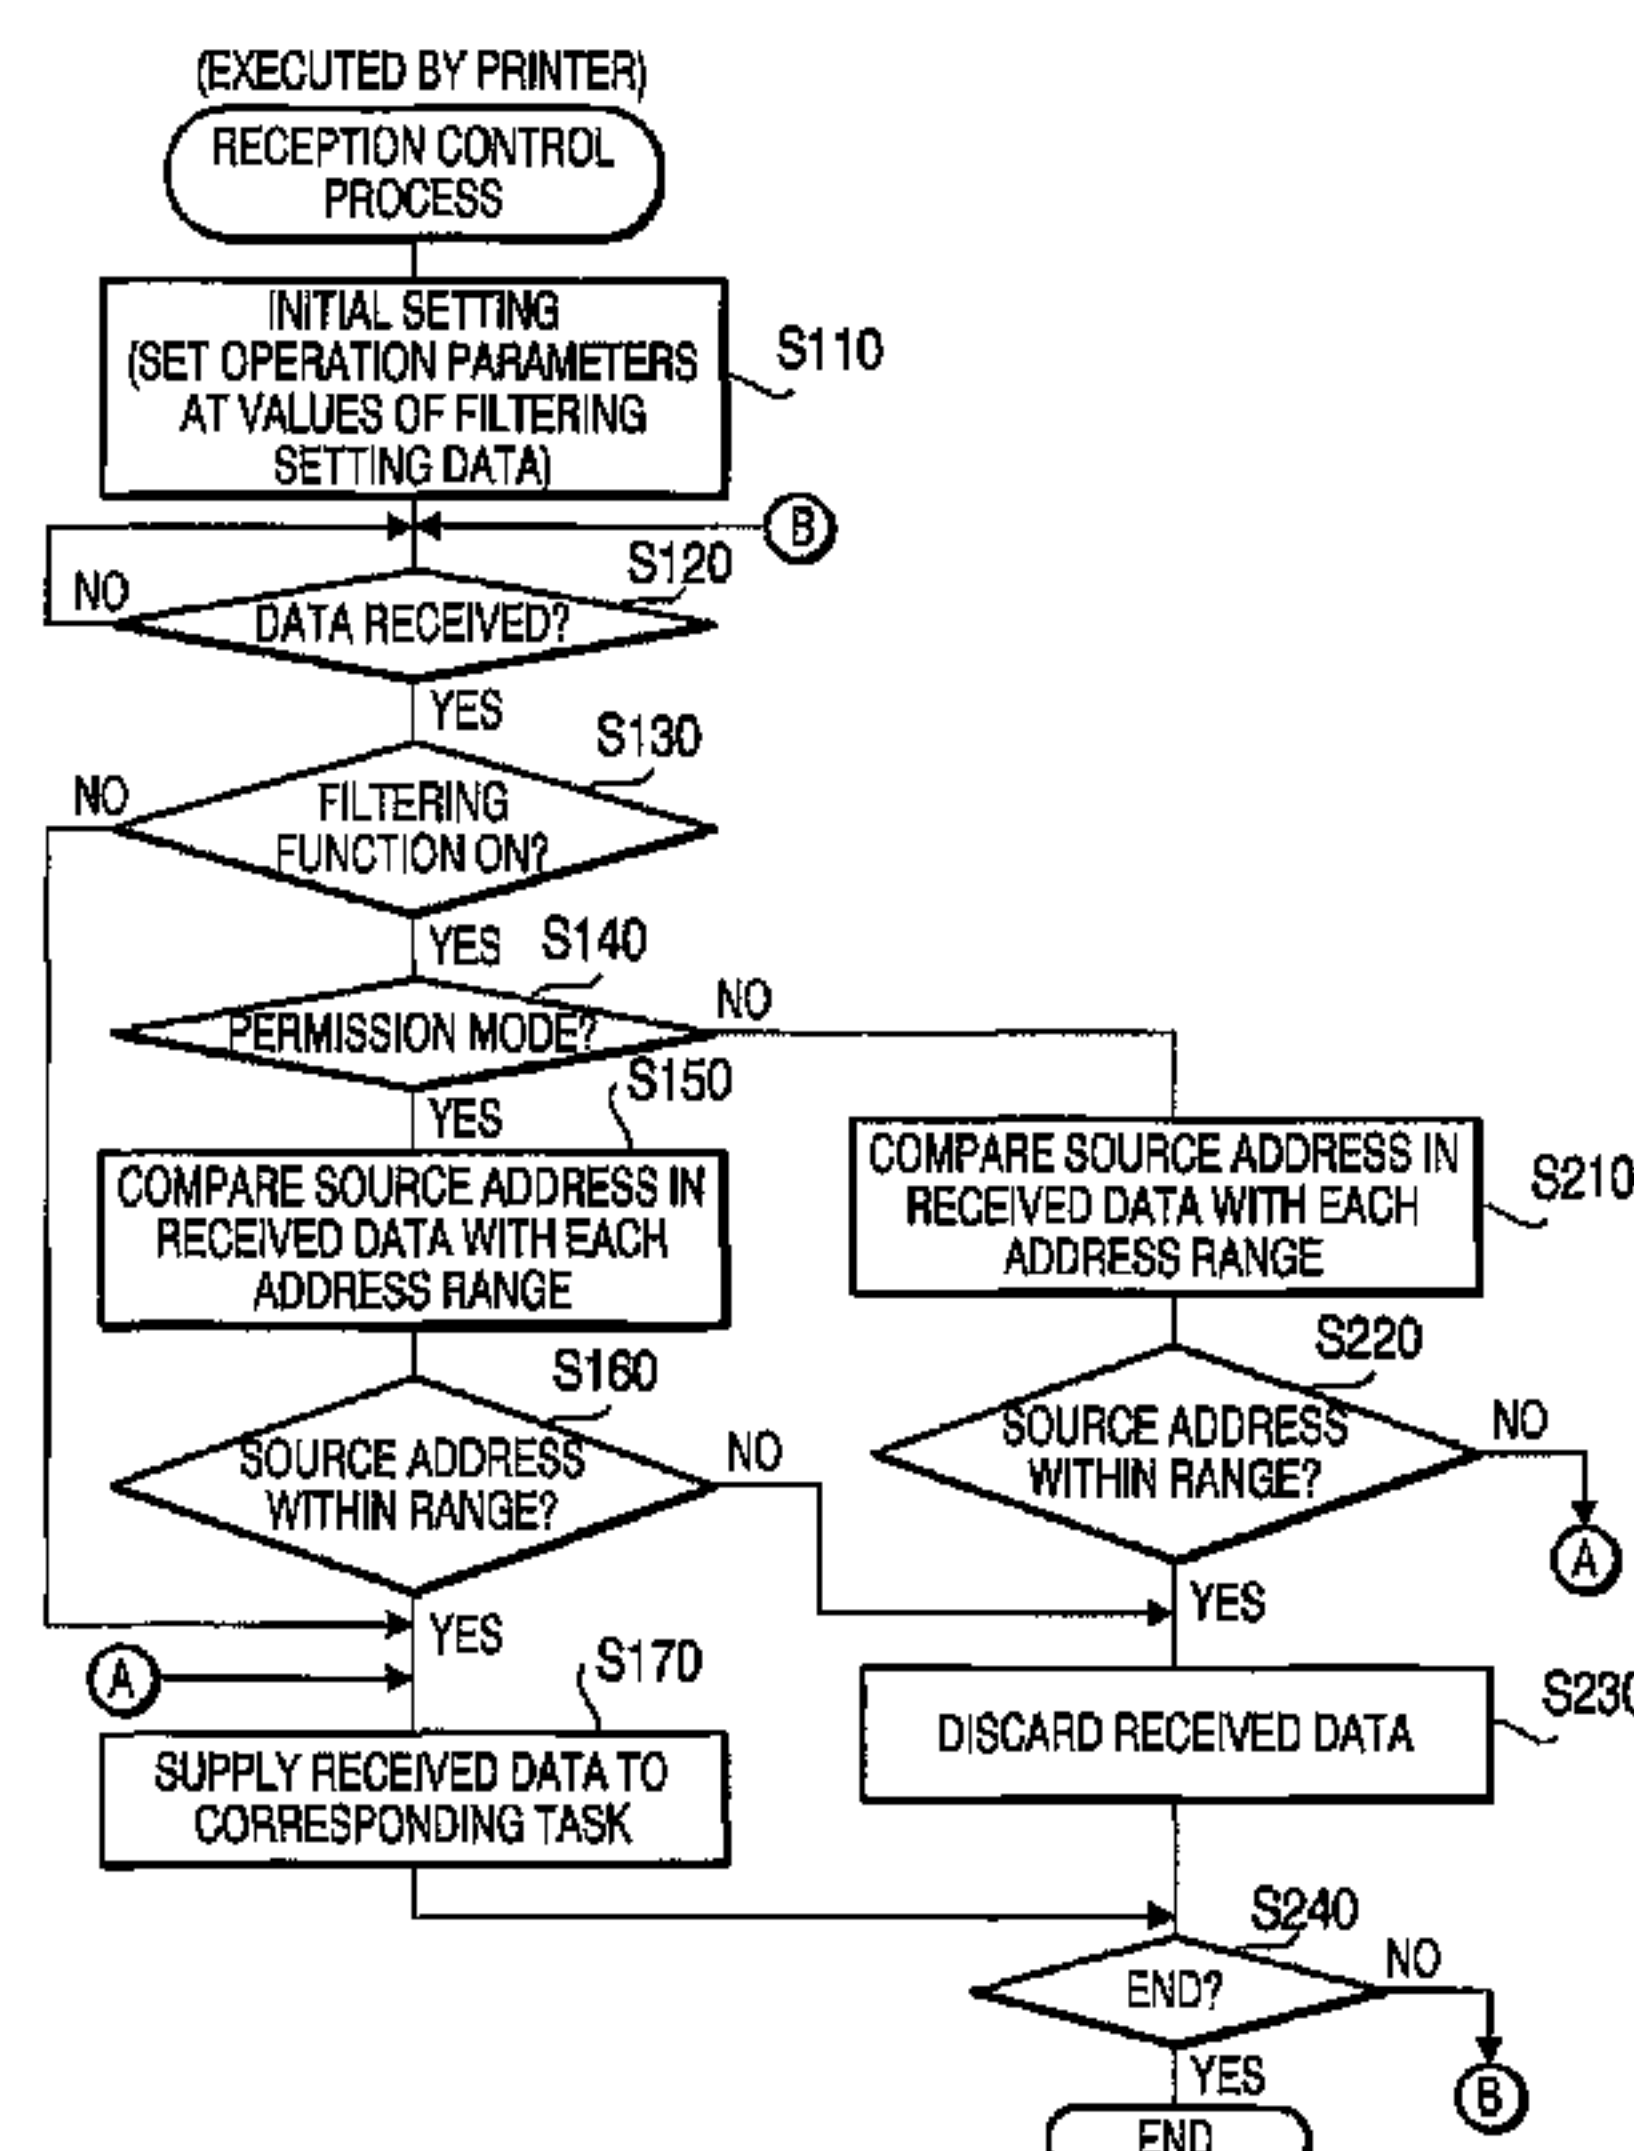 (EXECUTED BY PRINTER)
RECEPTION CONTROL
PROCESS
INITIAL SETTING
(SET OPERATION PARAMETERS
AT VALUES OF FILTERING
SETTING DATA)
S110
B
S120
NO
DATA RECEIVED?
YES
S130
NO
FILTERING
FUNCTION ON?
YES
S140
NO
PERMISSION MODE?
S150
YES
COMPARE SOURCE ADDRESS IN
RECEIVED DATA WITH EACH
ADDRESS RANGE
COMPARE SOURCE ADDRESS IN
RECEIVED DATA WITH EACH
ADDRESS RANGE
S210
S160
SOURCE ADDRESS
WITHIN RANGE?
NO
S220
SOURCE ADDRESS
WITHIN RANGE?
NO
A
YES
YES
A
S170
SUPPLY RECEIVED DATA TO
CORRESPONDING TASK
DISCARD RECEIVED DATA
S230
S240
END?
NO
YES
B
END